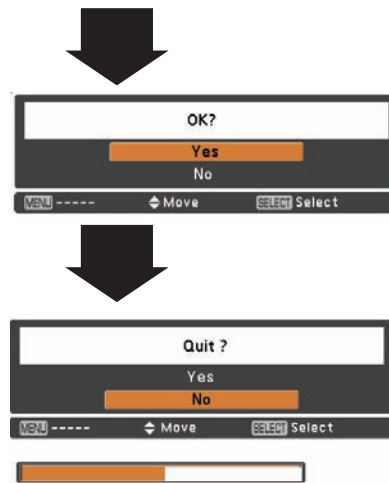 OK?
Yes
No
MENU ----- Move SELECT Select
Quit ?
Yes
No
MENU ----- Move SELECT Select